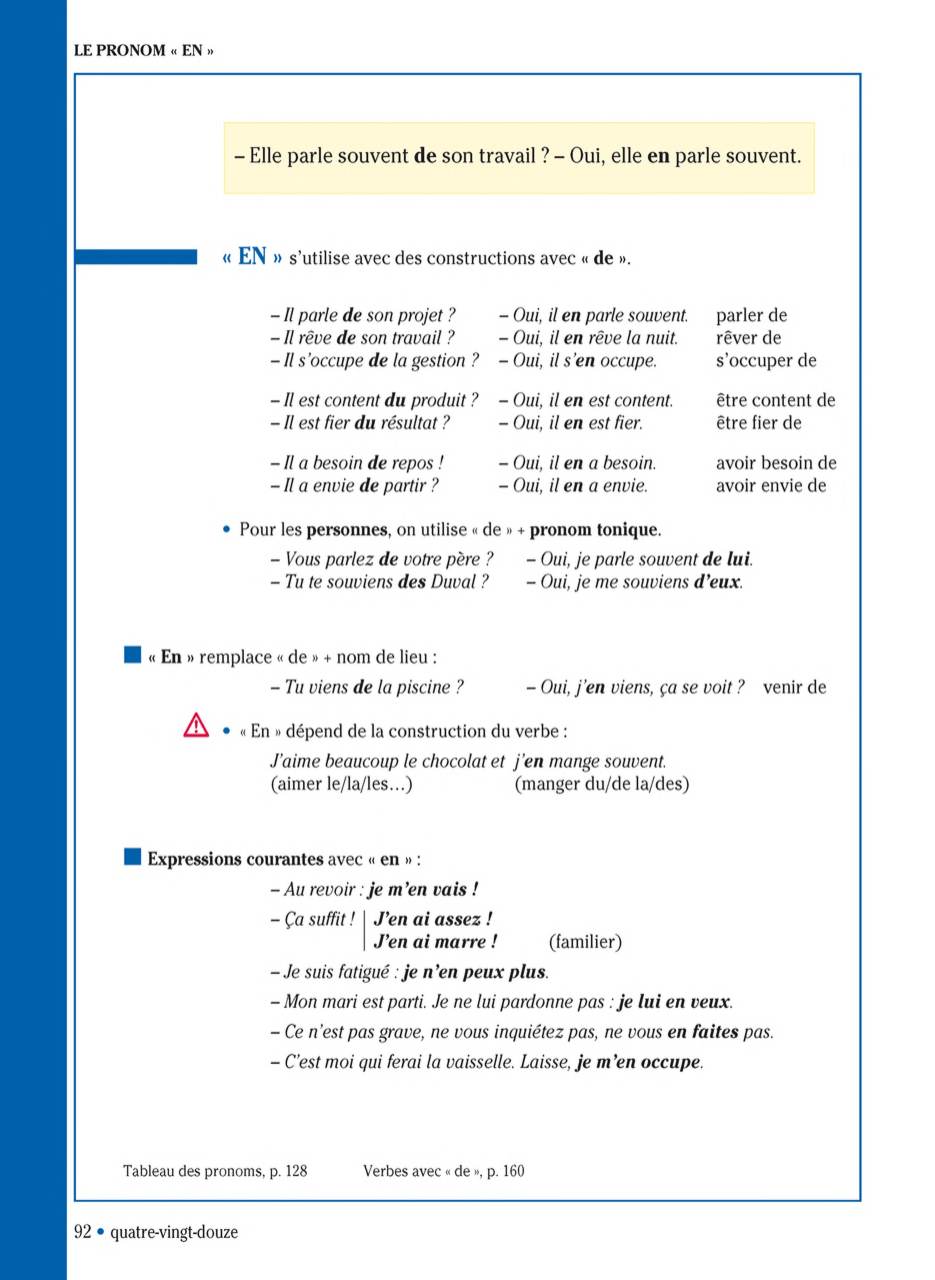 LE PRONOM « EN »
– Elle parle souvent de son travail ? – Oui, elle en parle souvent.
« EN » s’utilise avec des constructions avec « de ».
– Il parle de son projet ? – Oui, il en parle souvent. parler de
– Il rêve de son travail ? – Oui, il en rêve la nuit. rêver de
– Il s’occupe de la gestion ? – Oui, il s’en occupe. s’occuper de
– Il est content du produit ? – Oui, il en est content. être content de
– Il est fier du résultat ? – Oui, il en est fier. être fier de
– Il a besoin de repos ! – Oui, il en a besoin. avoir besoin de
– Il a envie de partir ? – Oui, il en a envie. avoir envie de
• Pour les personnes, on utilise « de » + pronom tonique.
– Vous parlez de votre père ? – Oui, je parle souvent de lui.
– Tu te souviens des Duval ? – Oui, je me souviens d’eux.
« En » remplace « de » + nom de lieu :
– Tu viens de la piscine ? – Oui, j’en viens, ça se voit ? venir de
• « En » dépend de la construction du verbe :
J’aime beaucoup le chocolat et j’en mange souvent.
(aimer le/la/les…) (manger du/de la/des)
Expressions courantes avec « en » :
– Au revoir : je m’en vais !
– Ça suffit ! J’en ai assez !
J’en ai marre ! (familier)
– Je suis fatigué : je n’en peux plus.
– Mon mari est parti. Je ne lui pardonne pas : je lui en veux.
– Ce n’est pas grave, ne vous inquiétez pas, ne vous en faites pas.
– C’est moi qui ferai la vaisselle. Laisse, je m’en occupe.
Tableau des pronoms, p. 128 Verbes avec « de », p. 160
92 • quatre-vingt-douze